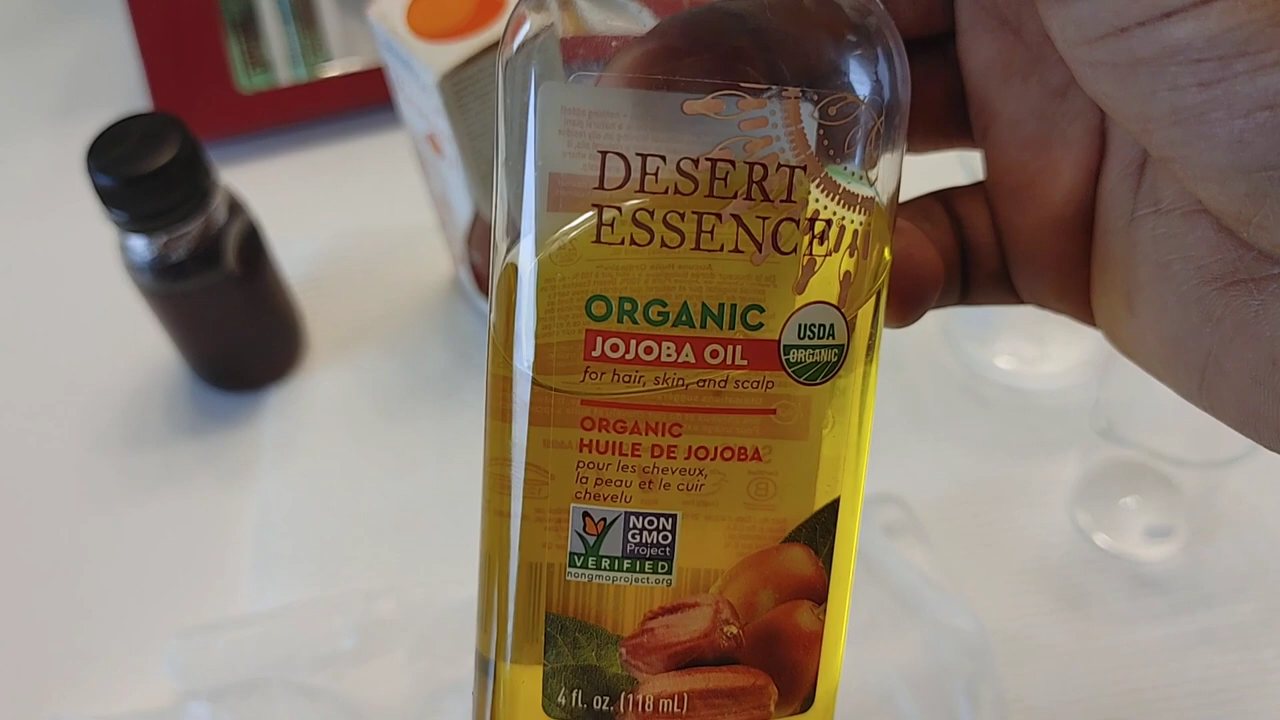 DESERT
ESSENCE
ORGANIC
JOJOBA OIL
for hair, skin, and scalp
USDA
ORGANIC
ORGANIC
HUILE DE JOJOBA
pour les cheveux,
la peau et le cuir
chevelu
NON
GMO
Project
VERIFIED
nongmoproject.org
4 fl. oz. (118 mL)